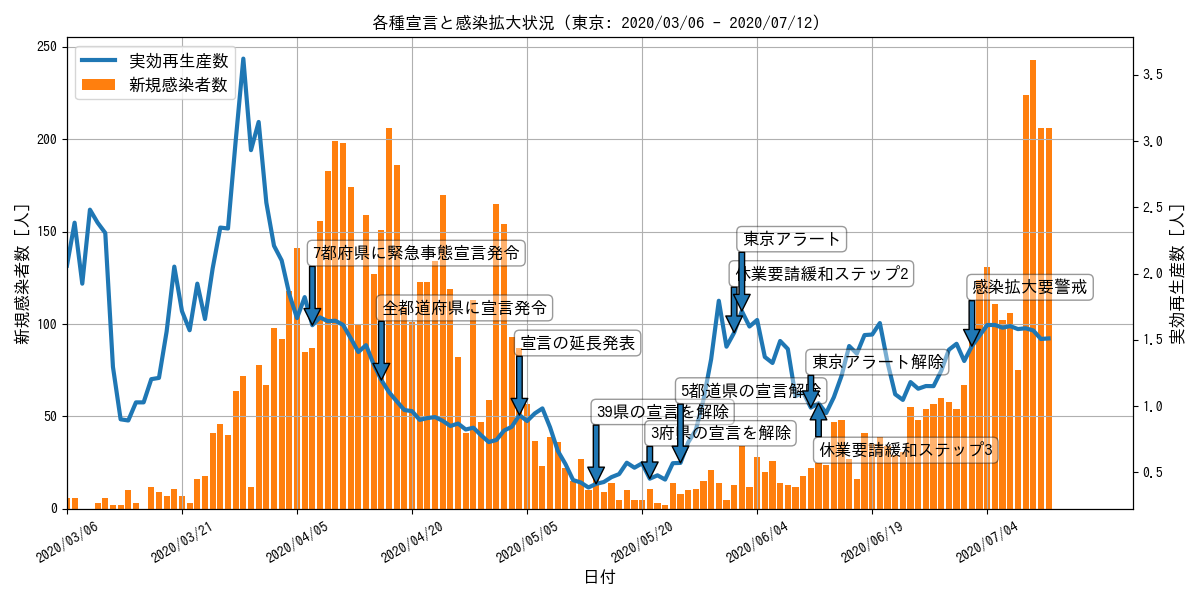 各種宣言と感染拡大状況 (東京: 2020/03/06 - 2020/07/12)
実効再生産数
新規感染者数
新規感染者数 [人]
250
200
150
100
50
0
3.5
3.0
2.5
2.0
1.5
1.0
0.5
実効再生産数 [人]
東京アラート
7都府県に緊急事態宣言発令
休業要請緩和ステップ2
感染拡大要警戒
全都道府県に宣言発令
宣言の延長発表
東京アラート解除
5都道県の宣言解除
39県の宣言を解除
3府県の宣言を解除
休業要請緩和ステップ3
2020/03/06
2020/03/21
2020/04/05
2020/04/20
2020/05/05
2020/05/20
2020/06/04
2020/06/19
2020/07/04
日付